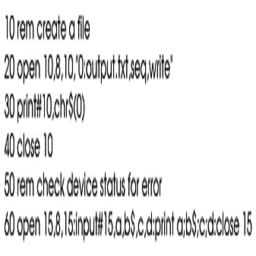 10 rem create a file
20 open 10,8,10,"0:output.txt,seq,write"
30 print#10,chr$(0)
40 close 10
50 rem check device status for error
60 open 15,8,15:input#15,a,b$,c,d:print a;b$;c;d:close 15